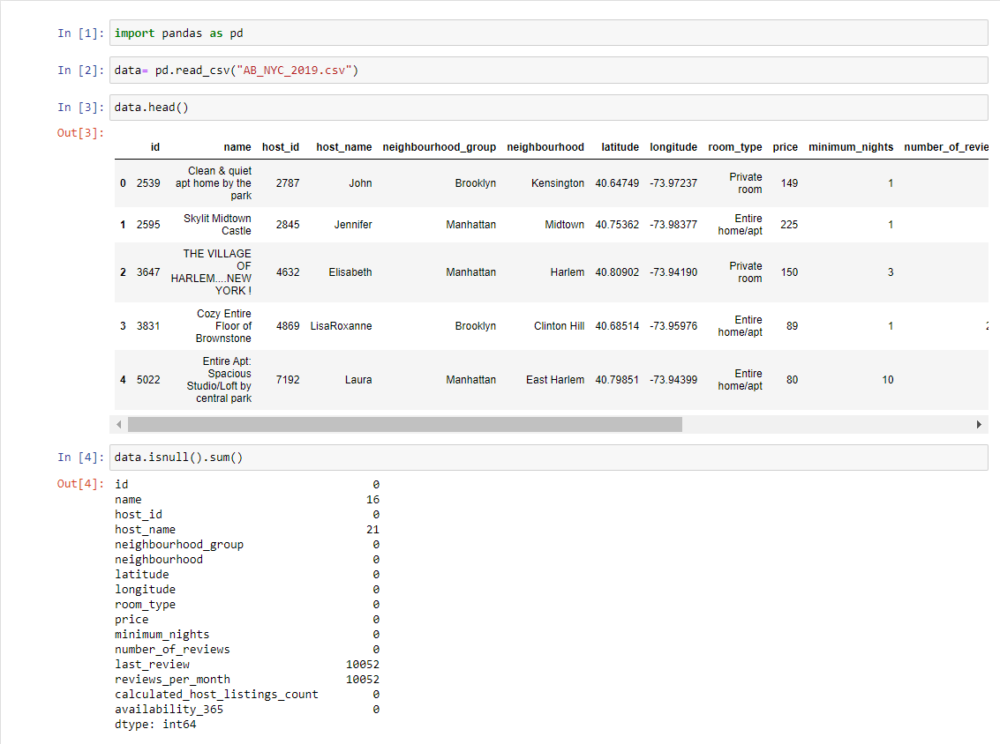 In [1]: import pandas as pd
In [2]: data= pd.read_csv("AB_NYC_2019.csv")
In [3]: data.head()
Out[3]:
id name host_id host_name neighbourhood_group neighbourhood latitude longitude room_type price minimum_nights number_of_revie
0 2539 Clean & quiet apt home by the park 2787 John Brooklyn Kensington 40.64749 -73.97237 Private room 149 1
1 2595 Skylit Midtown Castle 2845 Jennifer Manhattan Midtown 40.75362 -73.98377 Entire home/apt 225 1
2 3647 THE VILLAGE OF HARLEM....NEW YORK ! 4632 Elisabeth Manhattan Harlem 40.80902 -73.94190 Private room 150 3
3 3831 Cozy Entire Floor of Brownstone 4869 LisaRoxanne Brooklyn Clinton Hill 40.68514 -73.95976 Entire home/apt 89 1 2
4 5022 Entire Apt: Spacious Studio/Loft by central park 7192 Laura Manhattan East Harlem 40.79851 -73.94399 Entire home/apt 80 10
In [4]: data.isnull().sum()
Out[4]: id 0
name 16
host_id 0
host_name 21
neighbourhood_group 0
neighbourhood 0
latitude 0
longitude 0
room_type 0
price 0
minimum_nights 0
number_of_reviews 0
last_review 10052
reviews_per_month 10052
calculated_host_listings_count 0
availability_365 0
dtype: int64